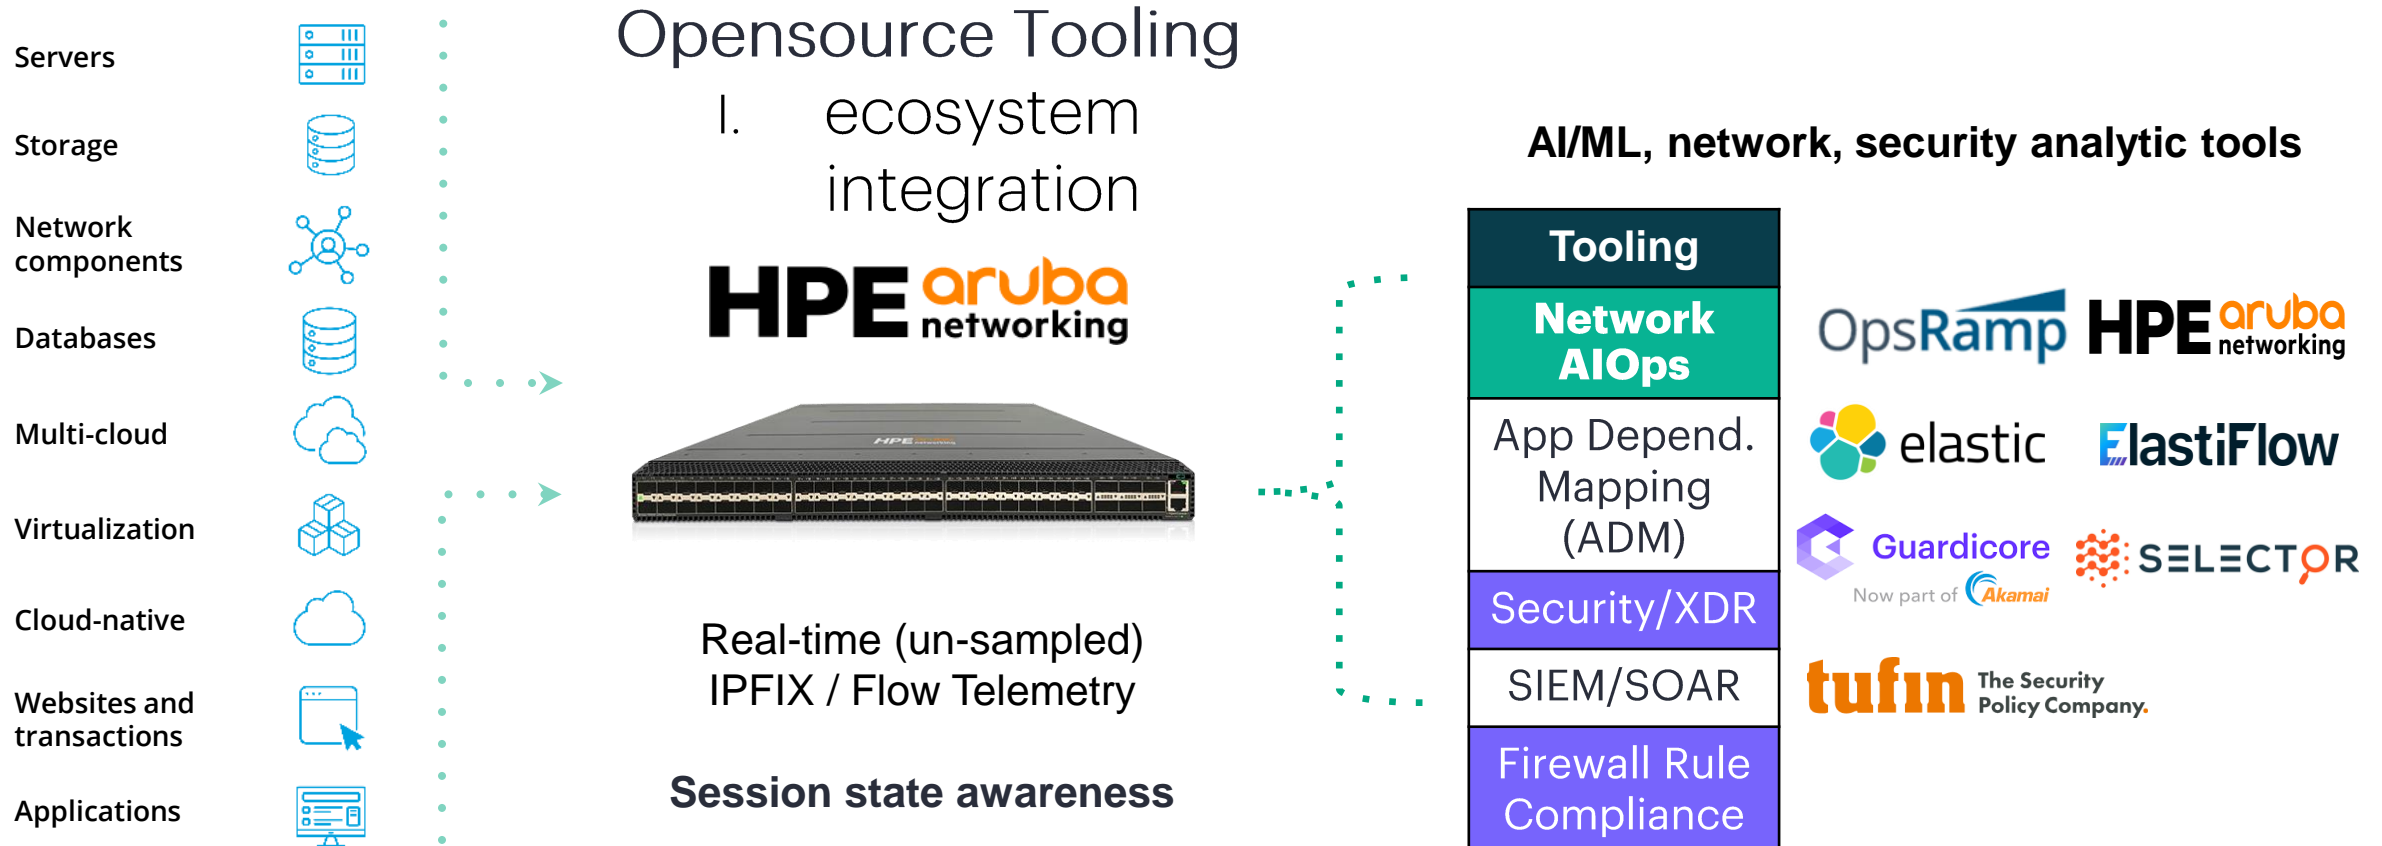 Servers
Storage
Network
components
Databases
Multi-cloud
Virtualization
Cloud-native
Websites and
transactions
Applications
Opensource Tooling
I. ecosystem
integration
HPE aruba
networking
HPE aruba
networking
Real-time (un-sampled)
IPFIX / Flow Telemetry
Session state awareness
AI/ML, network, security analytic tools
Tooling
Network
AIOps
App Depend.
Mapping
(ADM)
Security/XDR
SIEM/SOAR
Firewall Rule
Compliance
OpsRamp
HPE aruba
networking
elastic
ElastiFlow
Guardicore
Now part of Akamai
SELECTOR
tufin The Security
Policy Company.